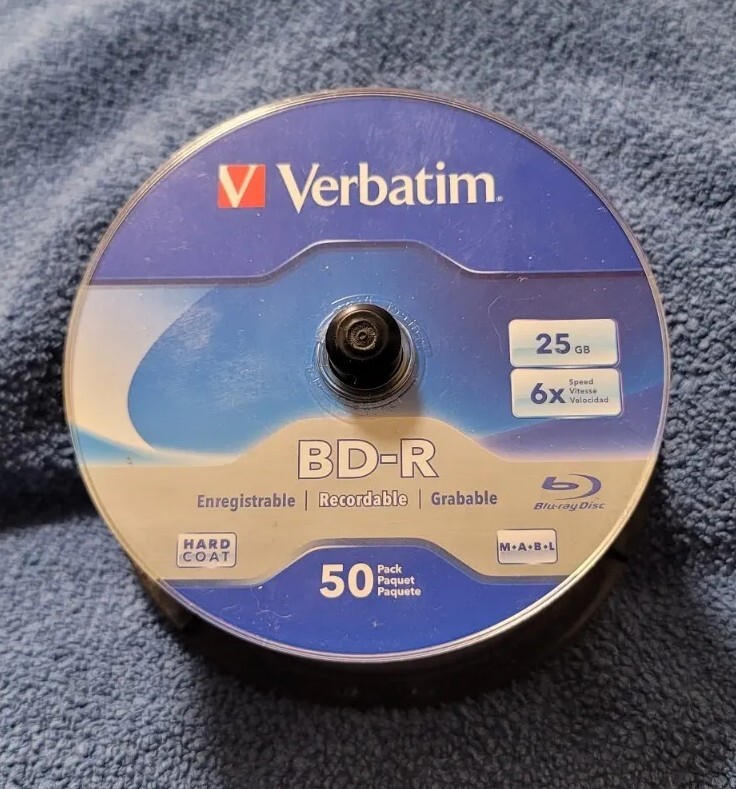 V Verbatim.
25 GB
6x Speed
Vitesse
Velocidad
BD-R
Enregistrable | Recordable | Grabable
Blu-ray Disc
HARD
COAT
M•A•B•L
50 Pack
Paquet
Paquete